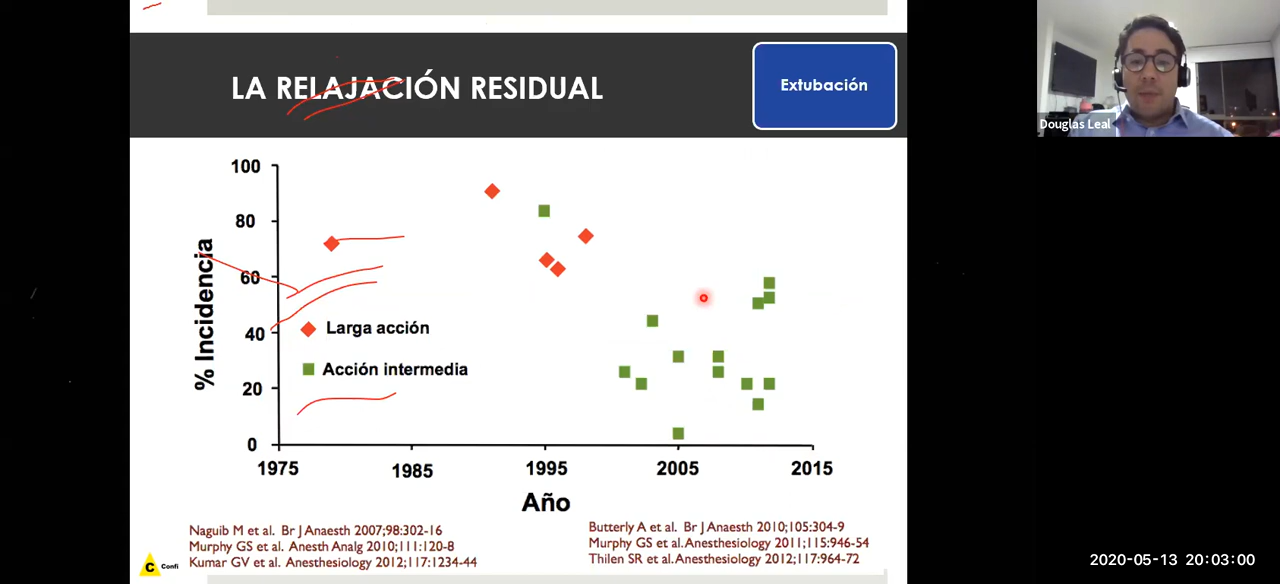 LA RELAJACIÓN RESIDUAL
Extubación
Douglas Leal
100
80
60
40
20
0
% Incidencia
Larga acción
Acción intermedia
1975 1985 1995 2005 2015
Año
Naguib M et al. Br J Anaesth 2007;98:302-16
Murphy GS et al. Anesth Analg 2010;111:120-8
Kumar GV et al. Anesthesiology 2012;117:1234-44
Butterly A et al. Br J Anaesth 2010;105:304-9
Murphy GS et al. Anesthesiology 2011;115:946-54
Thilen SR et al. Anesthesiology 2012;117:964-72
C Confi
2020-05-13 20:03:00